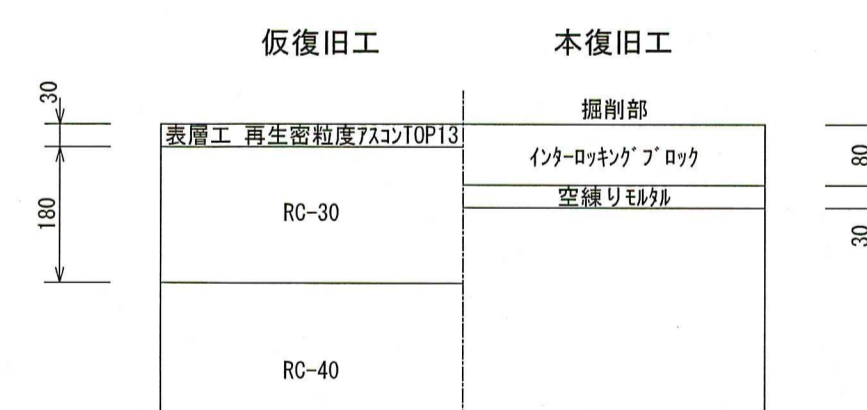 仮復旧工
本復旧工
30
掘削部
表層工 再生密粒度アスコンTOP13
インターロッキングブロック
80
空練りモルタル
180
RC-30
30
RC-40